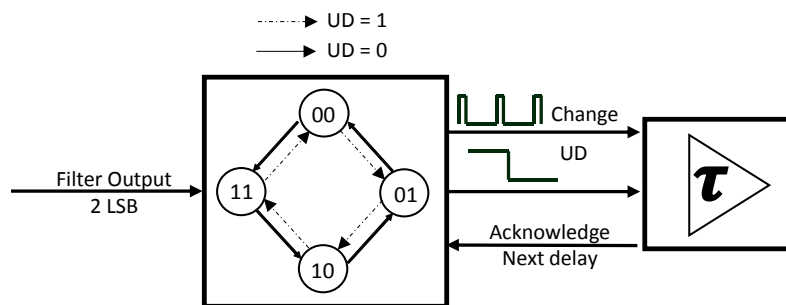 UD = 1
UD = 0
00
11
01
10
Filter Output
2 LSB
Change
UD
Acknowledge
Next delay
τ